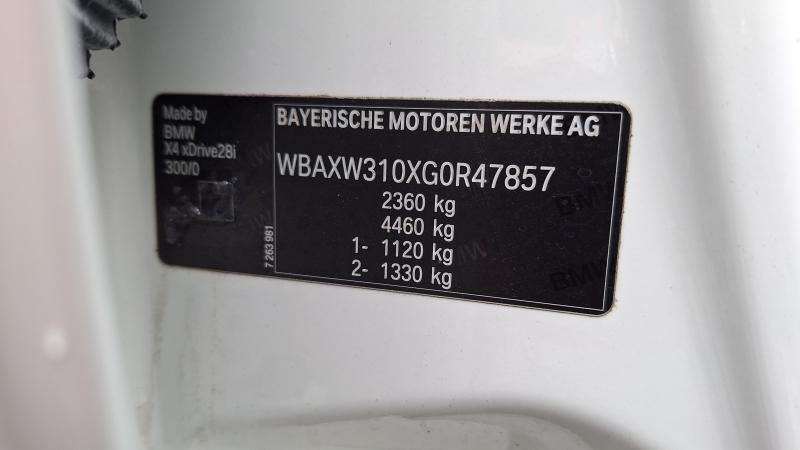 Made by
BMW
X4 xDrive28i
300/0
7 263 981
BAYERISCHE MOTOREN WERKE AG
WBAXW310XG0R47857
2360 kg
4460 kg
1- 1120 kg
2- 1330 kg
BMW
BMW